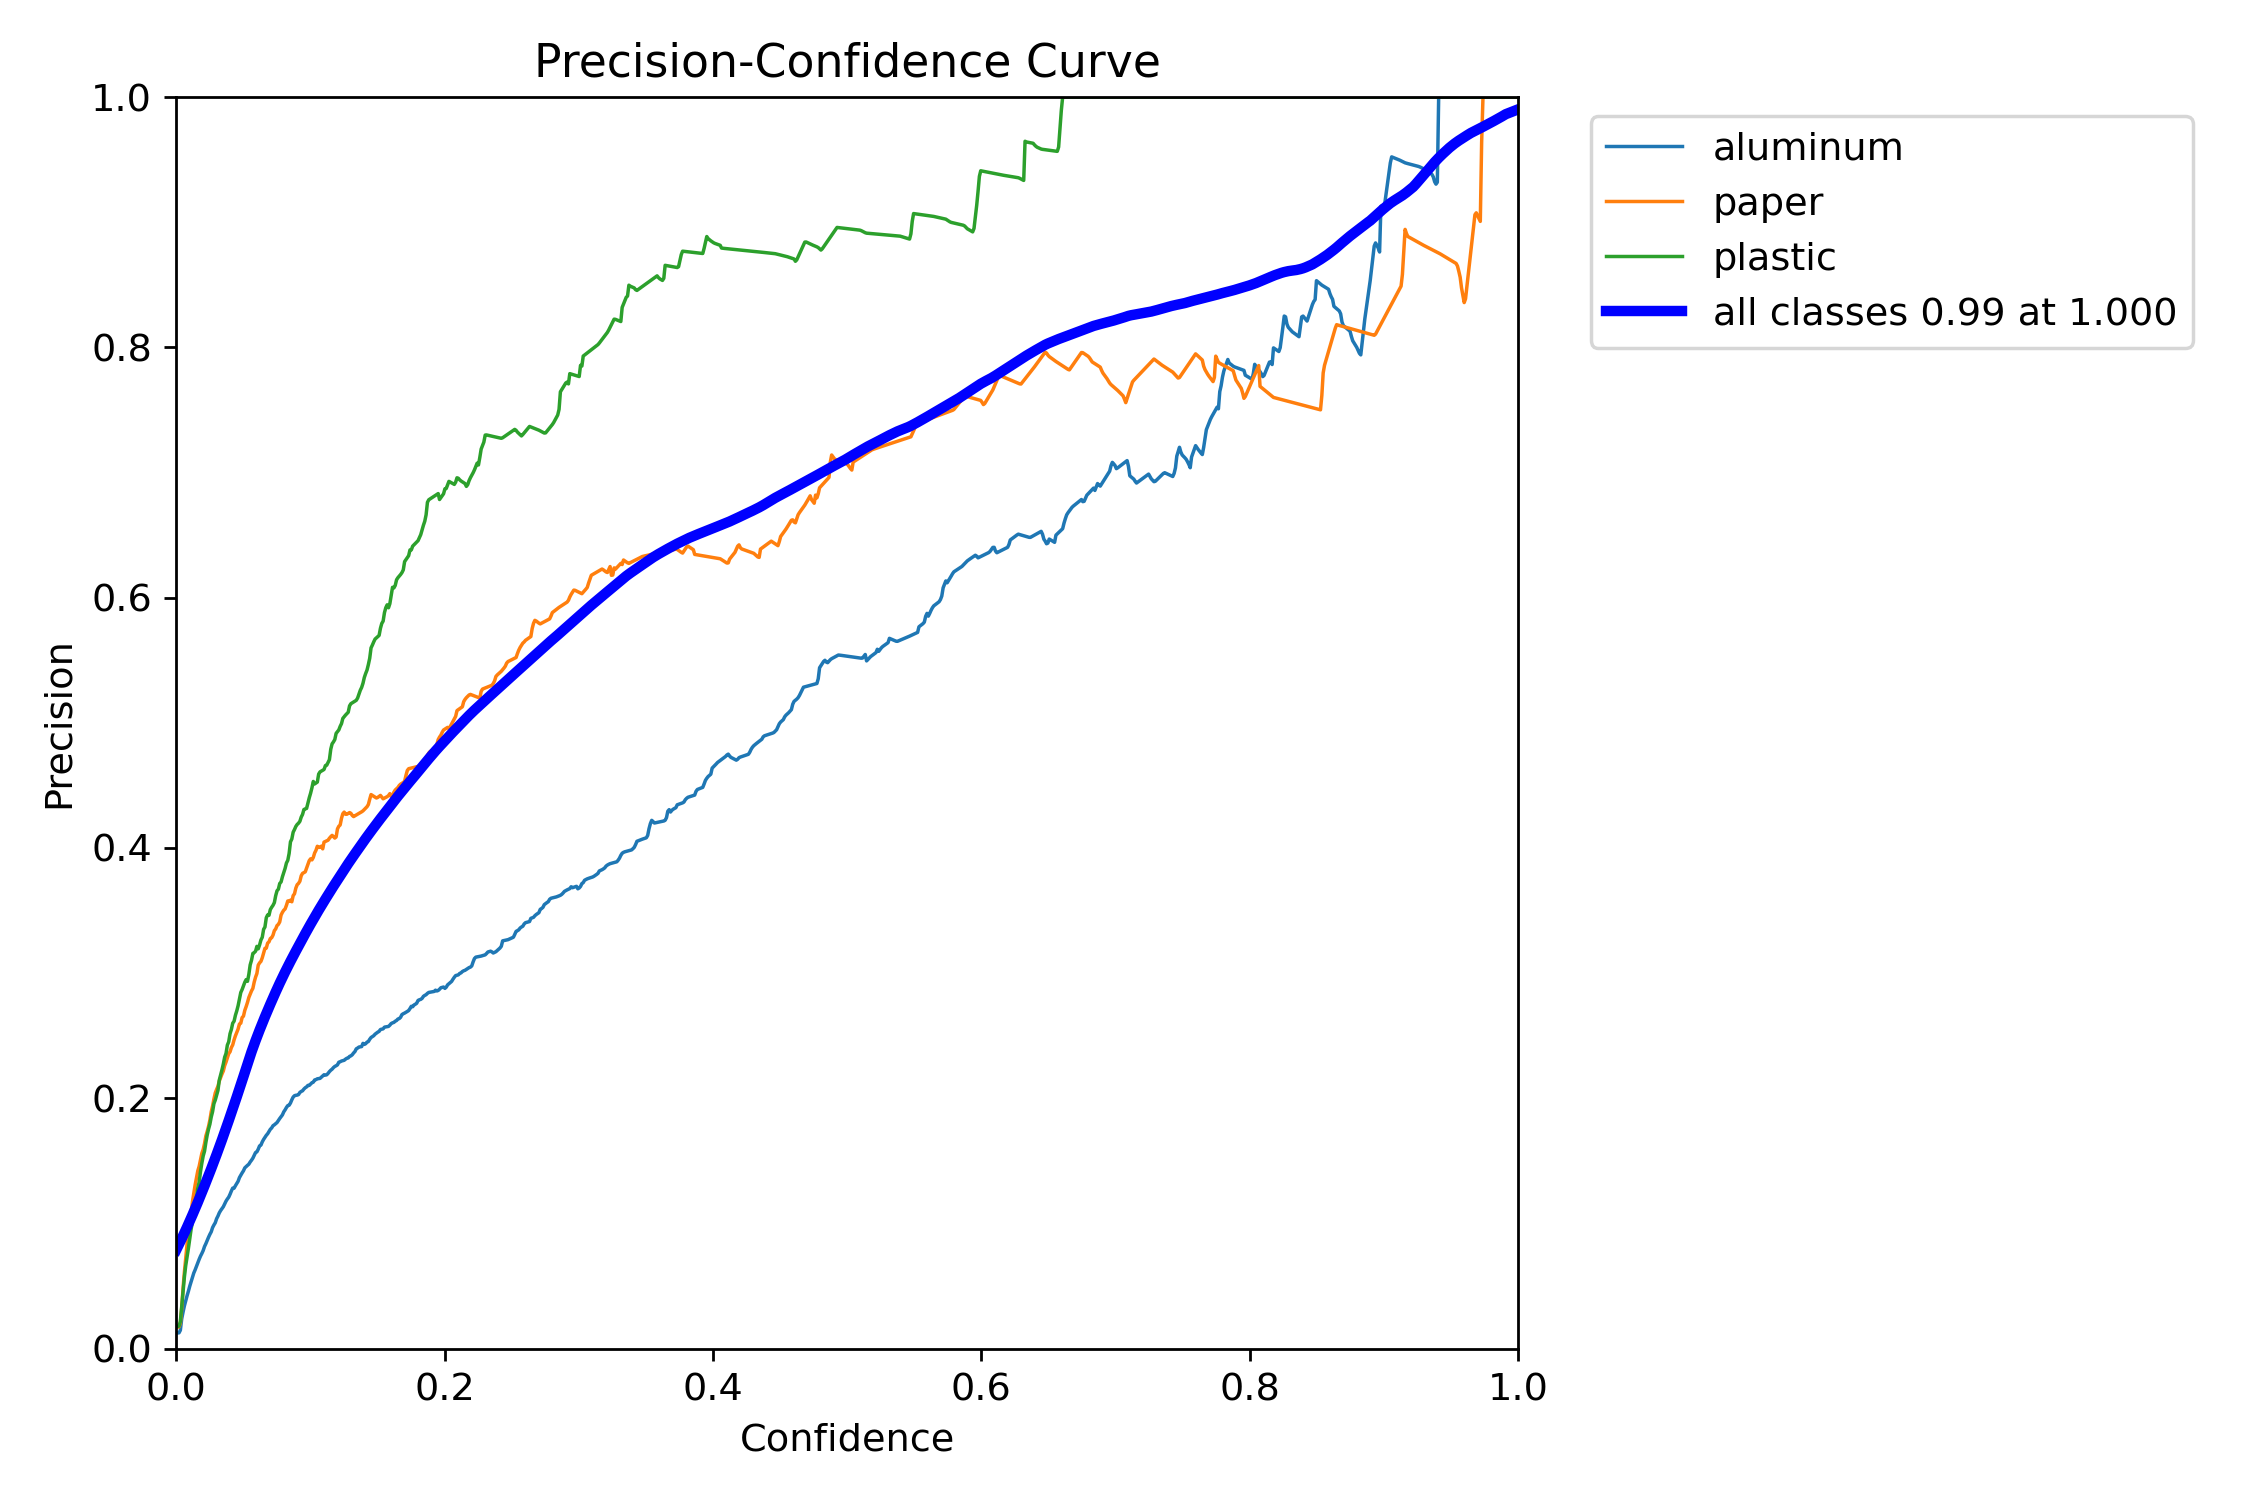 Precision-Confidence Curve
1.0
0.8
0.6
0.4
0.2
0.0
Precision
0.0 0.2 0.4 0.6 0.8 1.0
Confidence
aluminum
paper
plastic
all classes 0.99 at 1.000